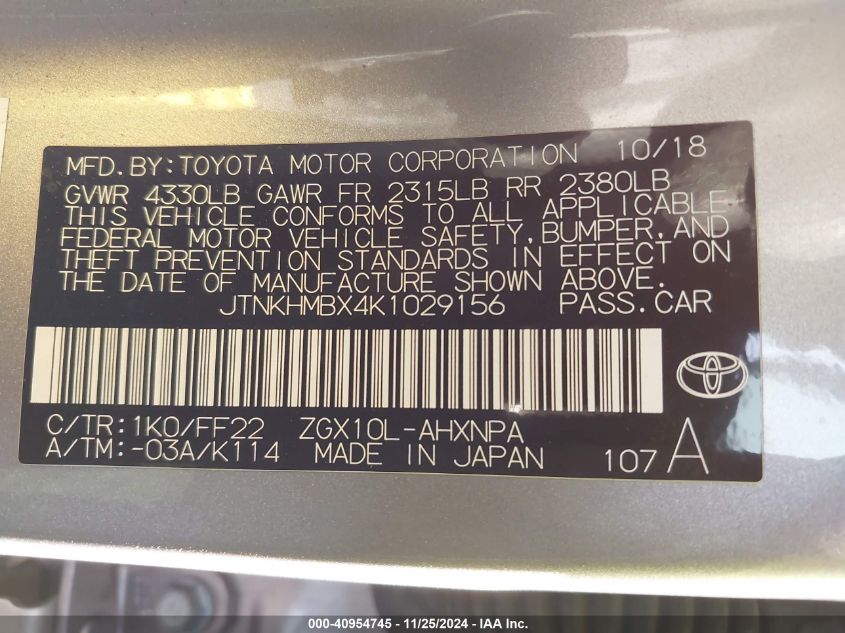 MFD.BY:TOYOTA MOTOR CORPORATION 10/18
GVWR 4330LB GAWR FR 2315LB RR 2380LB
THIS VEHICLE CONFORMS TO ALL APPLICABLE
FEDERAL MOTOR VEHICLE SAFETY,BUMPER,AND
THEFT PREVENTION STANDARDS IN EFFECT ON
THE DATE OF MANUFACTURE SHOWN ABOVE.
JTNKHMBX4K1029156 PASS.CAR
C/TR:1K0/FF22 ZGX10L-AHXNPA
A/TM:-03A/K114 MADE IN JAPAN 107 A
000-40954745 - 11/25/2024 - IAA Inc.